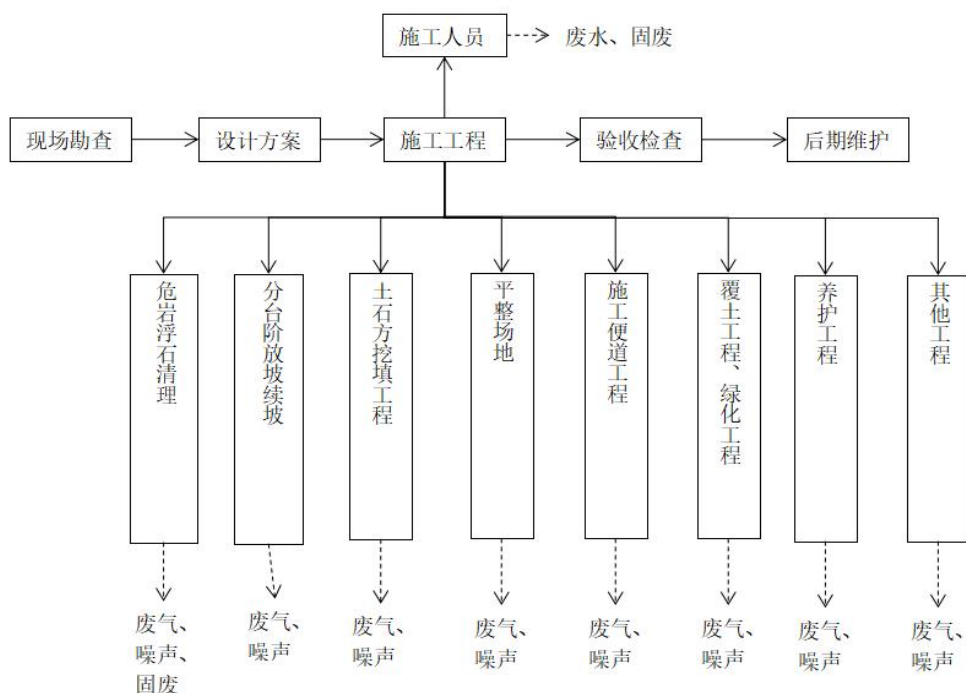 施工人员
废水、固废
现场勘查
设计方案
施工工程
验收检查
后期维护
危岩浮石清理
分台阶放坡续坡
土石方挖填工程
平整场地
施工便道工程
覆土工程、绿化工程
养护工程
其他工程
废气、
噪声、
固废
废气、
噪声
废气、
噪声
废气、
噪声
废气、
噪声
废气、
噪声
废气、
噪声
废气、
噪声